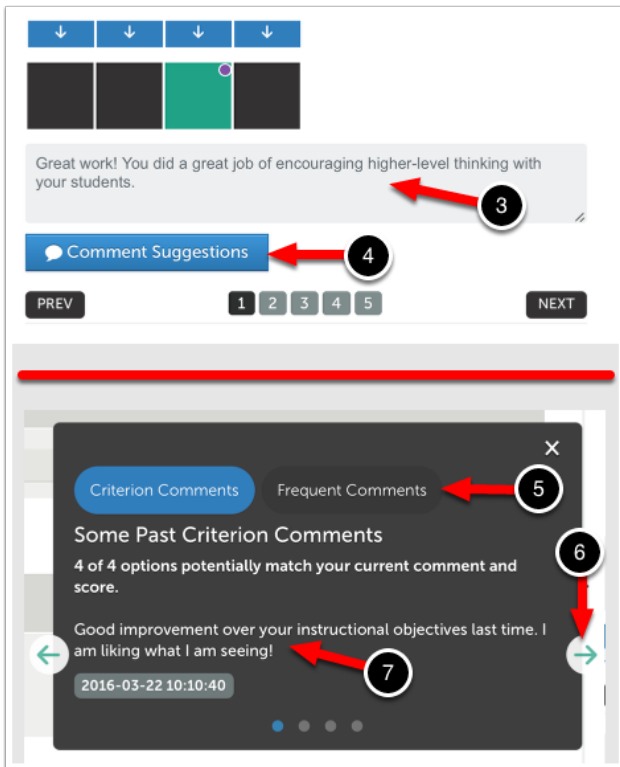 Great work! You did a great job of encouraging higher-level thinking with
your students.
3
Comment Suggestions
4
PREV
1 2 3 4 5
NEXT
Criterion Comments
Frequent Comments
5
Some Past Criterion Comments
6
4 of 4 options potentially match your current comment and
score.
Good improvement over your instructional objectives last time. I
am liking what I am seeing!
7
2016-03-22 10:10:40